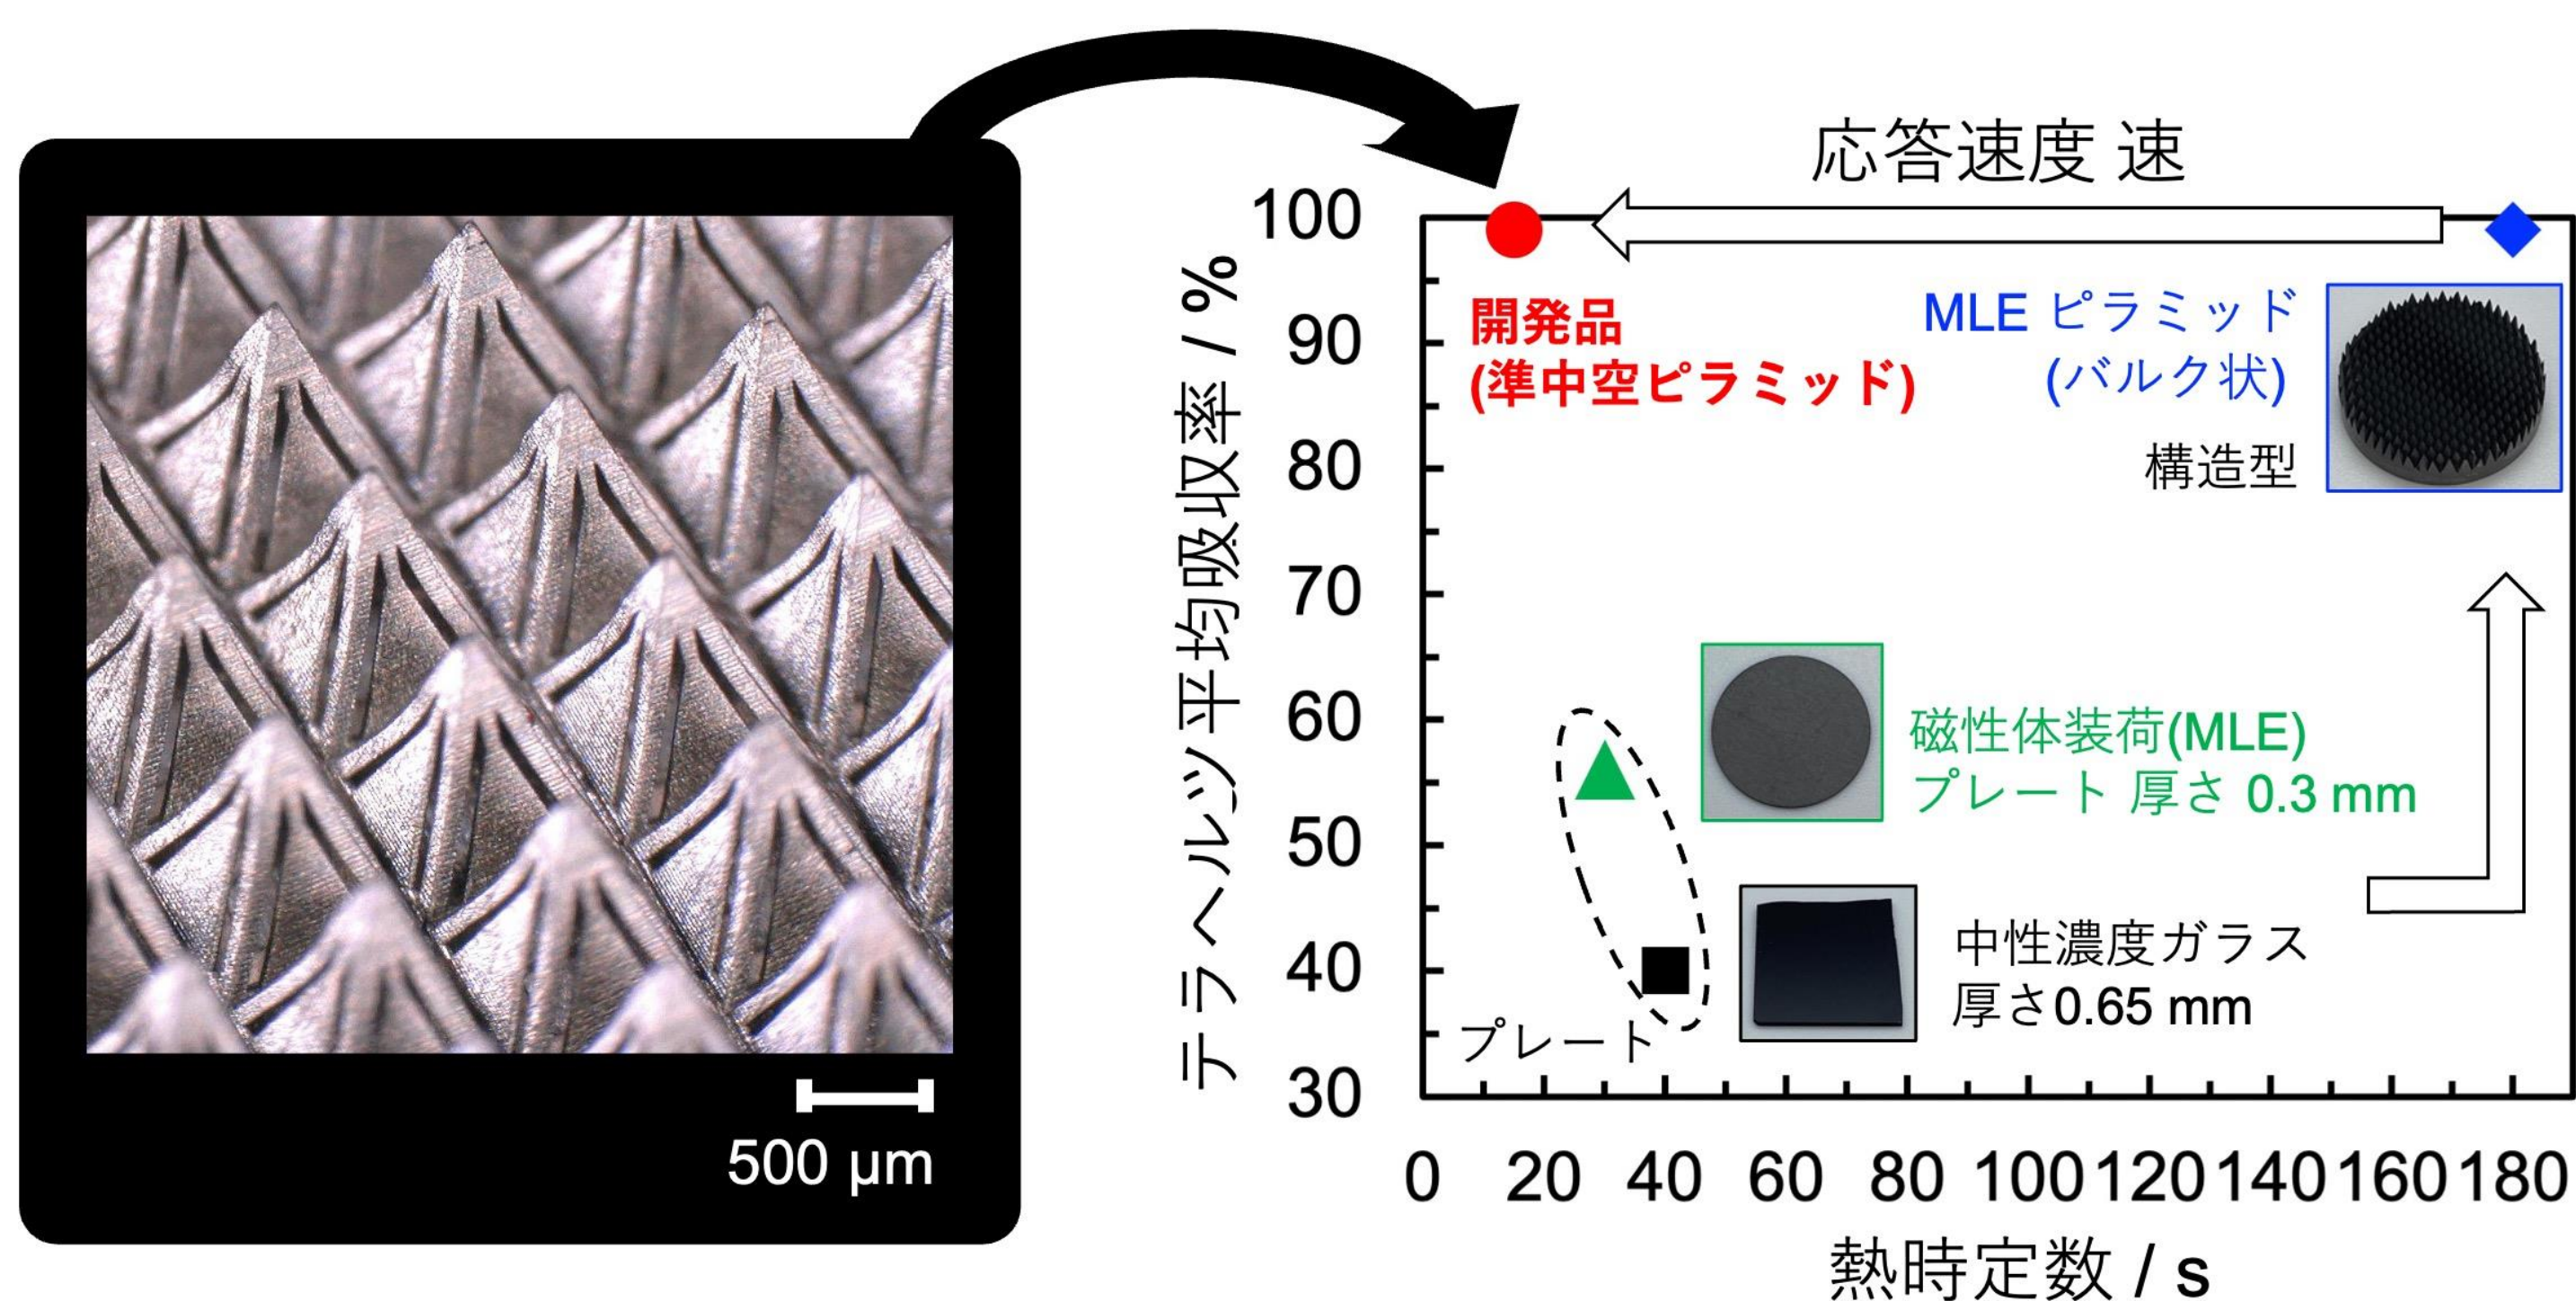 500 µm
応答速度 速
テラヘルツ平均吸収率 / %
100
90
80
70
60
50
40
30
開発品
(準中空ピラミッド)
MLE ピラミッド
(バルク状)
構造型
磁性体装荷(MLE)
プレート 厚さ 0.3 mm
中性濃度ガラス
厚さ0.65 mm
プレート
0 20 40 60 80 100 120 140 160 180
熱時定数 / s